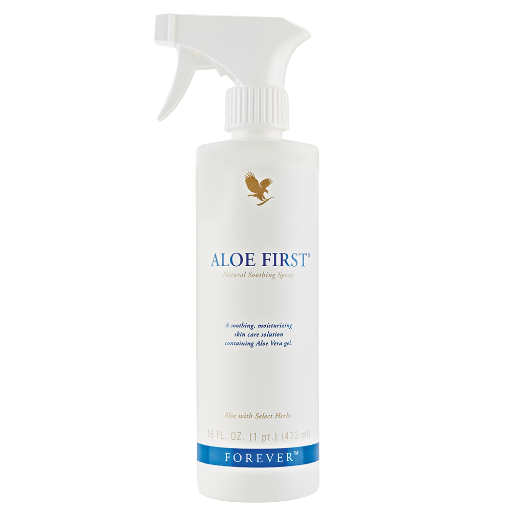 ALOE FIRST®
Natural Soothing Spray
A soothing, moisturizing
skin care solution
containing Aloe Vera gel.
Aloe with Select Herbs
16 FL. OZ. (1 pt.) (473 ml)
FOREVER™